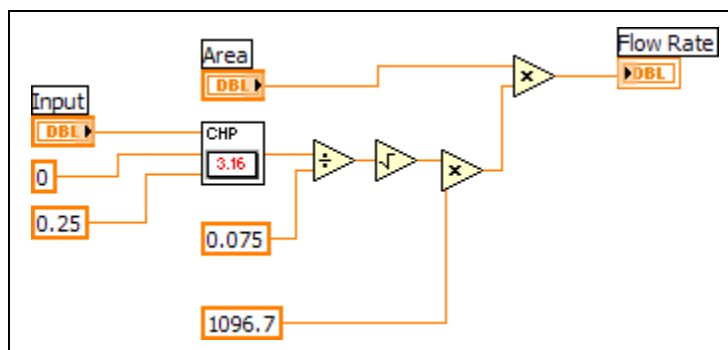 Area
DBL
Flow Rate
DBL
Input
DBL
CHP
3.16
0
0.25
0.075
1096.7
÷
√
×
×